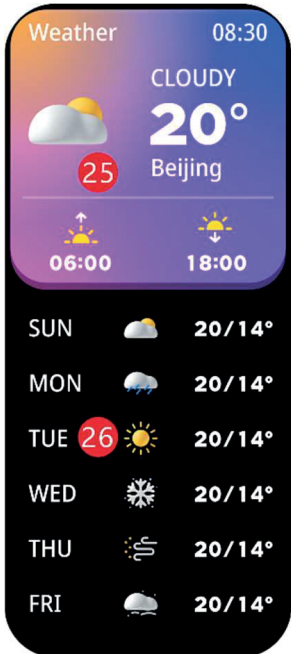 Weather 08:30
CLOUDY
20°
25 Beijing
06:00 18:00
SUN 20/14°
MON 20/14°
TUE 26 20/14°
WED 20/14°
THU 20/14°
FRI 20/14°